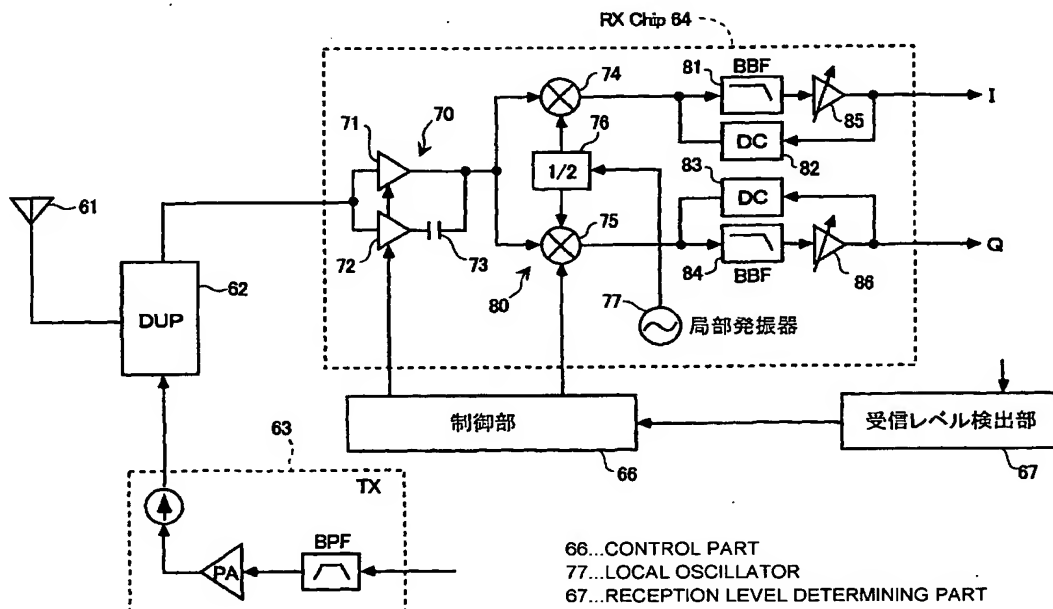 RX Chip 64
61
62
DUP
71
70
72
73
74
76
1/2
75
80
77
局部発振器
81
BBF
85
DC
82
83
DC
84
BBF
86
I
Q
制御部
66
受信レベル検出部
67
63
TX
PA
BPF
66...CONTROL PART
77...LOCAL OSCILLATOR
67...RECEPTION LEVEL DETERMINING PART